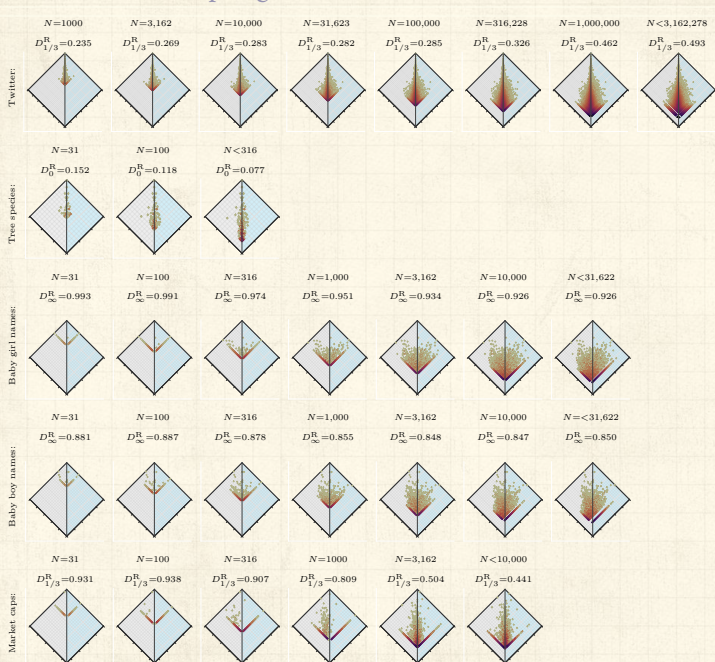 N=1000 N=3,162 N=10,000 N=31,623 N=100,000 N=316,228 N=1,000,000 N<3,162,278
D^R_{1/3}=0.235 D^R_{1/3}=0.269 D^R_{1/3}=0.283 D^R_{1/3}=0.282 D^R_{1/3}=0.285 D^R_{1/3}=0.326 D^R_{1/3}=0.462 D^R_{1/3}=0.493
Twitter:
N=31 N=100 N<316
D^R_0=0.152 D^R_0=0.118 D^R_0=0.077
Tree species:
N=31 N=100 N=316 N=1,000 N=3,162 N=10,000 N<31,622
D^R_∞=0.993 D^R_∞=0.991 D^R_∞=0.974 D^R_∞=0.951 D^R_∞=0.934 D^R_∞=0.926 D^R_∞=0.926
Baby girl names:
N=31 N=100 N=316 N=1,000 N=3,162 N=10,000 N=<31,622
D^R_∞=0.881 D^R_∞=0.887 D^R_∞=0.878 D^R_∞=0.855 D^R_∞=0.848 D^R_∞=0.847 D^R_∞=0.850
Baby boy names:
N=31 N=100 N=316 N=1000 N=3,162 N<10,000
D^R_{1/3}=0.931 D^R_{1/3}=0.938 D^R_{1/3}=0.907 D^R_{1/3}=0.809 D^R_{1/3}=0.504 D^R_{1/3}=0.441
Market caps: